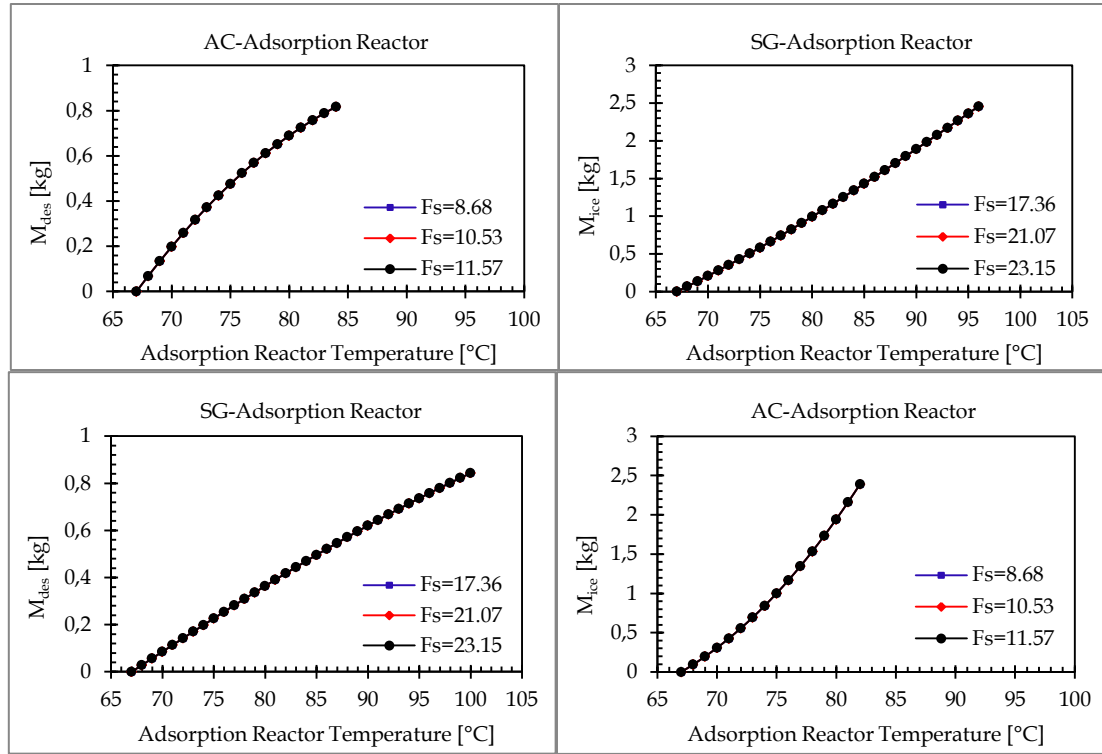 AC-Adsorption Reactor
1
0,8
0,6
0,4
0,2
0
M_des [kg]
Fs=8.68
Fs=10.53
Fs=11.57
65 70 75 80 85 90 95 100
Adsorption Reactor Temperature [°C]
SG-Adsorption Reactor
3
2,5
2
1,5
1
0,5
0
M_ice [kg]
Fs=17.36
Fs=21.07
Fs=23.15
65 70 75 80 85 90 95 100 105
Adsorption Reactor Temperature [°C]
SG-Adsorption Reactor
1
0,8
0,6
0,4
0,2
0
M_des [kg]
Fs=17.36
Fs=21.07
Fs=23.15
65 70 75 80 85 90 95 100 105
Adsorption Reactor Temperature [°C]
AC-Adsorption Reactor
3
2,5
2
1,5
1
0,5
0
M_ice [kg]
Fs=8.68
Fs=10.53
Fs=11.57
65 70 75 80 85 90 95 100
Adsorption Reactor Temperature [°C]